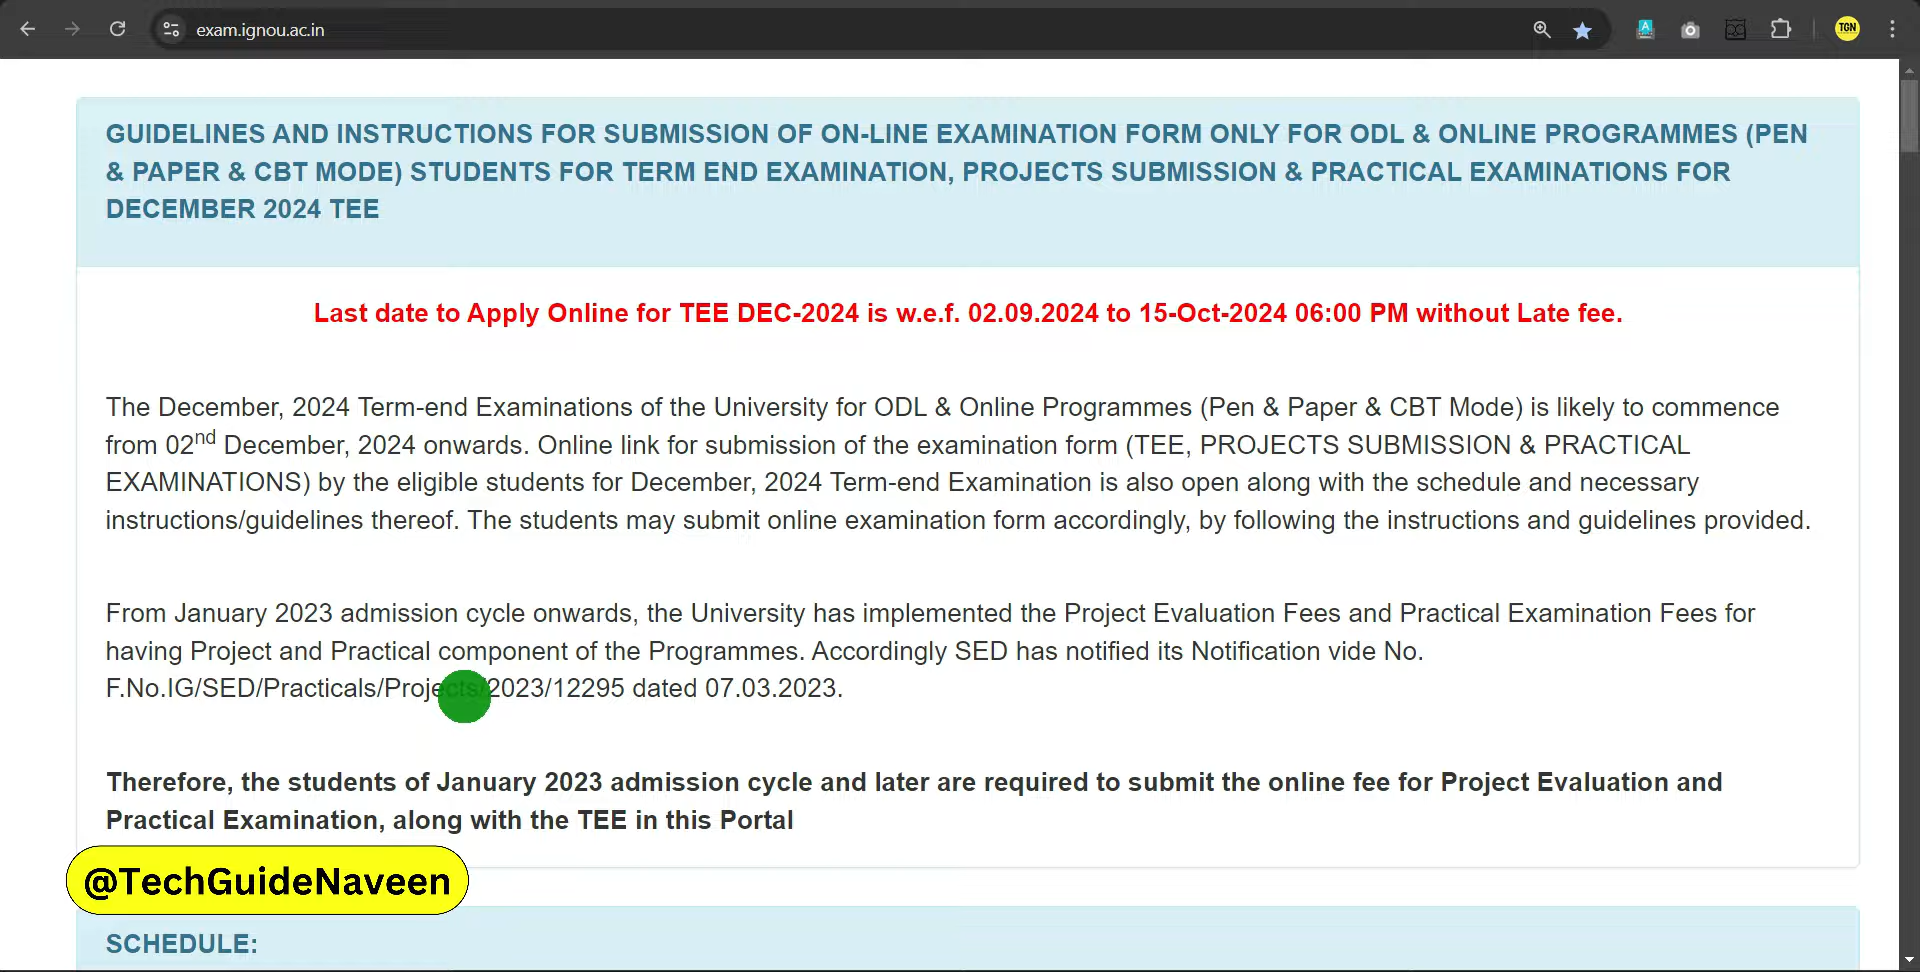 exam.ignou.ac.in
TGN
GUIDELINES AND INSTRUCTIONS FOR SUBMISSION OF ON-LINE EXAMINATION FORM ONLY FOR ODL & ONLINE PROGRAMMES (PEN
& PAPER & CBT MODE) STUDENTS FOR TERM END EXAMINATION, PROJECTS SUBMISSION & PRACTICAL EXAMINATIONS FOR
DECEMBER 2024 TEE
Last date to Apply Online for TEE DEC-2024 is w.e.f. 02.09.2024 to 15-Oct-2024 06:00 PM without Late fee.
The December, 2024 Term-end Examinations of the University for ODL & Online Programmes (Pen & Paper & CBT Mode) is likely to commence
from 02nd December, 2024 onwards. Online link for submission of the examination form (TEE, PROJECTS SUBMISSION & PRACTICAL
EXAMINATIONS) by the eligible students for December, 2024 Term-end Examination is also open along with the schedule and necessary
instructions/guidelines thereof. The students may submit online examination form accordingly, by following the instructions and guidelines provided.
From January 2023 admission cycle onwards, the University has implemented the Project Evaluation Fees and Practical Examination Fees for
having Project and Practical component of the Programmes. Accordingly SED has notified its Notification vide No.
F.No.IG/SED/Practicals/Projects/2023/12295 dated 07.03.2023.
Therefore, the students of January 2023 admission cycle and later are required to submit the online fee for Project Evaluation and
Practical Examination, along with the TEE in this Portal
@TechGuideNaveen
SCHEDULE: